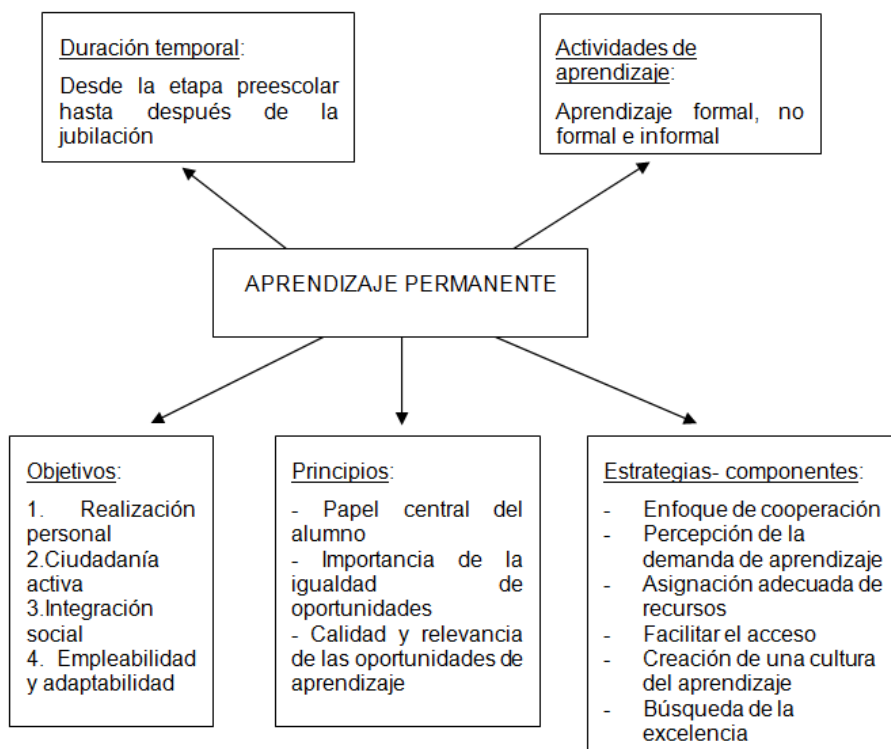 Duración temporal:
Desde la etapa preescolar
hasta después de la
jubilación
Actividades de
aprendizaje:
Aprendizaje formal, no
formal e informal
APRENDIZAJE PERMANENTE
Objetivos:
1. Realización
personal
2.Ciudadanía
activa
3.Integración
social
4. Empleabilidad
y adaptabilidad
Principios:
- Papel central del
alumno
- Importancia de la
igualdad de
oportunidades
- Calidad y relevancia
de las oportunidades de
aprendizaje
Estrategias- componentes:
- Enfoque de cooperación
- Percepción de la
demanda de aprendizaje
- Asignación adecuada de
recursos
- Facilitar el acceso
- Creación de una cultura
del aprendizaje
- Búsqueda de la
excelencia